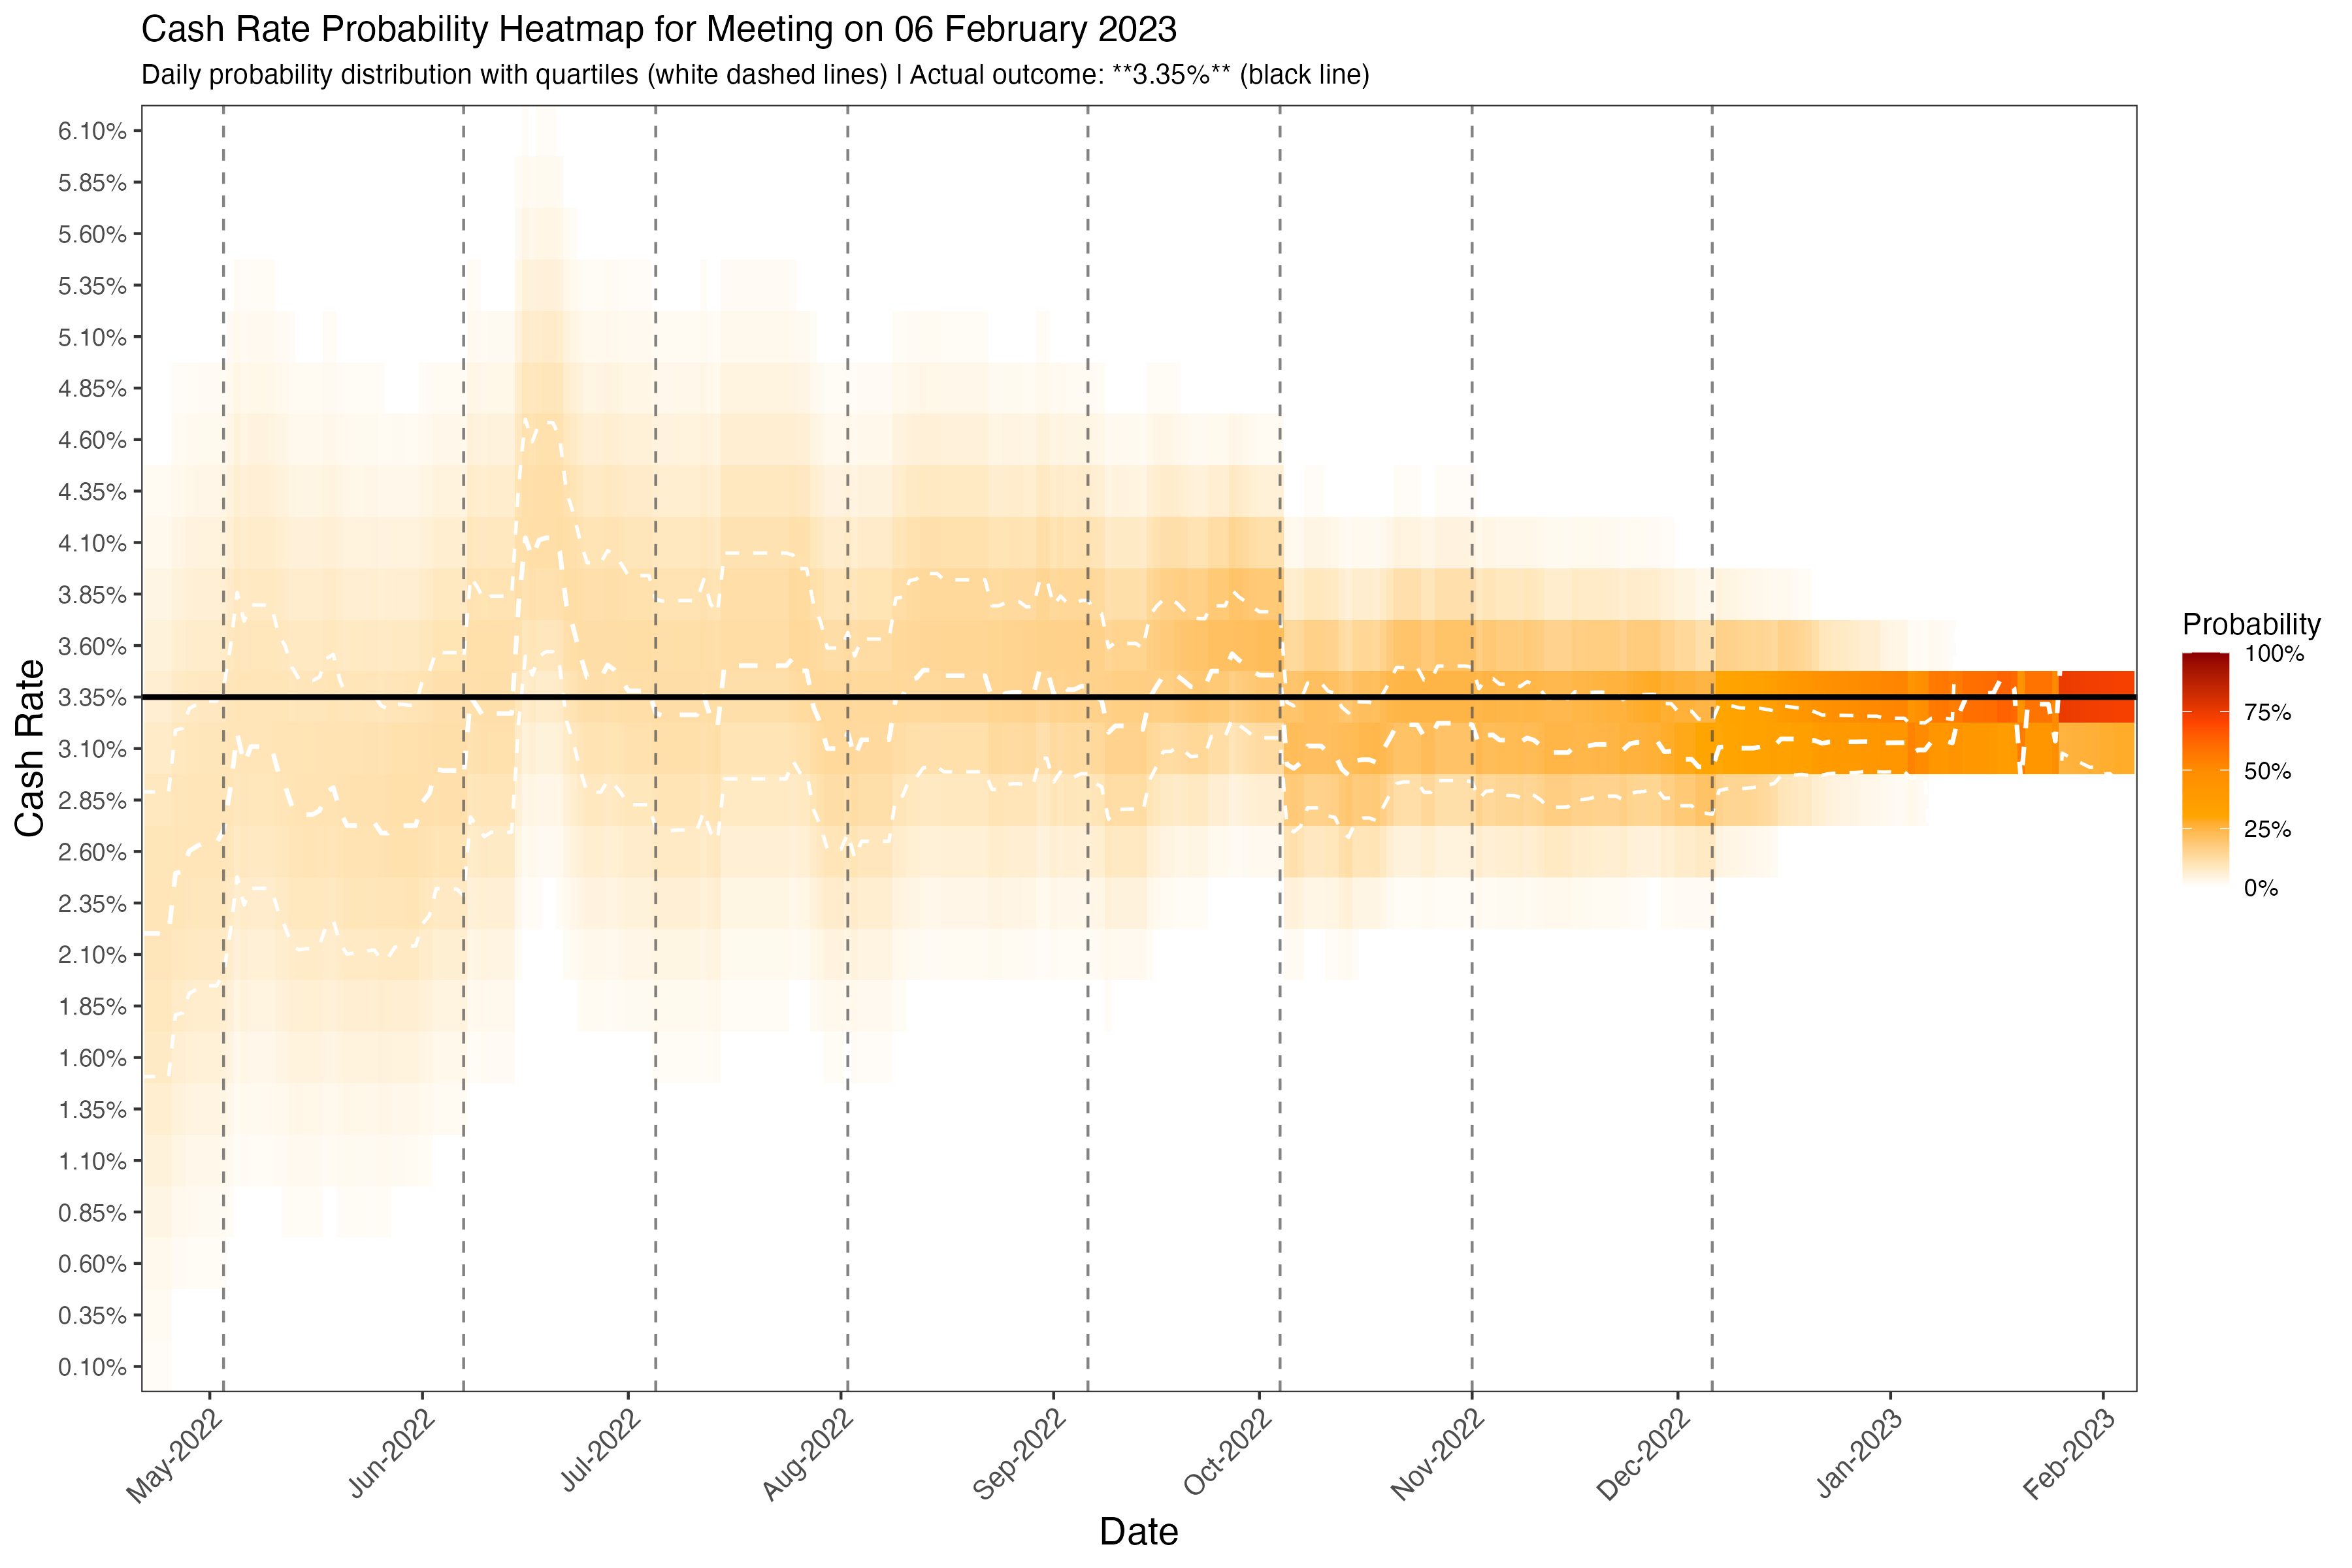 Cash Rate Probability Heatmap for Meeting on 06 February 2023
Daily probability distribution with quartiles (white dashed lines) | Actual outcome: **3.35%** (black line)
6.10%
5.85%
5.60%
5.35%
5.10%
4.85%
4.60%
4.35%
4.10%
3.85%
3.60%
3.35%
3.10%
2.85%
2.60%
2.35%
2.10%
1.85%
1.60%
1.35%
1.10%
0.85%
0.60%
0.35%
0.10%
Cash Rate
May-2022
Jun-2022
Jul-2022
Aug-2022
Sep-2022
Oct-2022
Nov-2022
Dec-2022
Jan-2023
Feb-2023
Date
Probability
100%
75%
50%
25%
0%